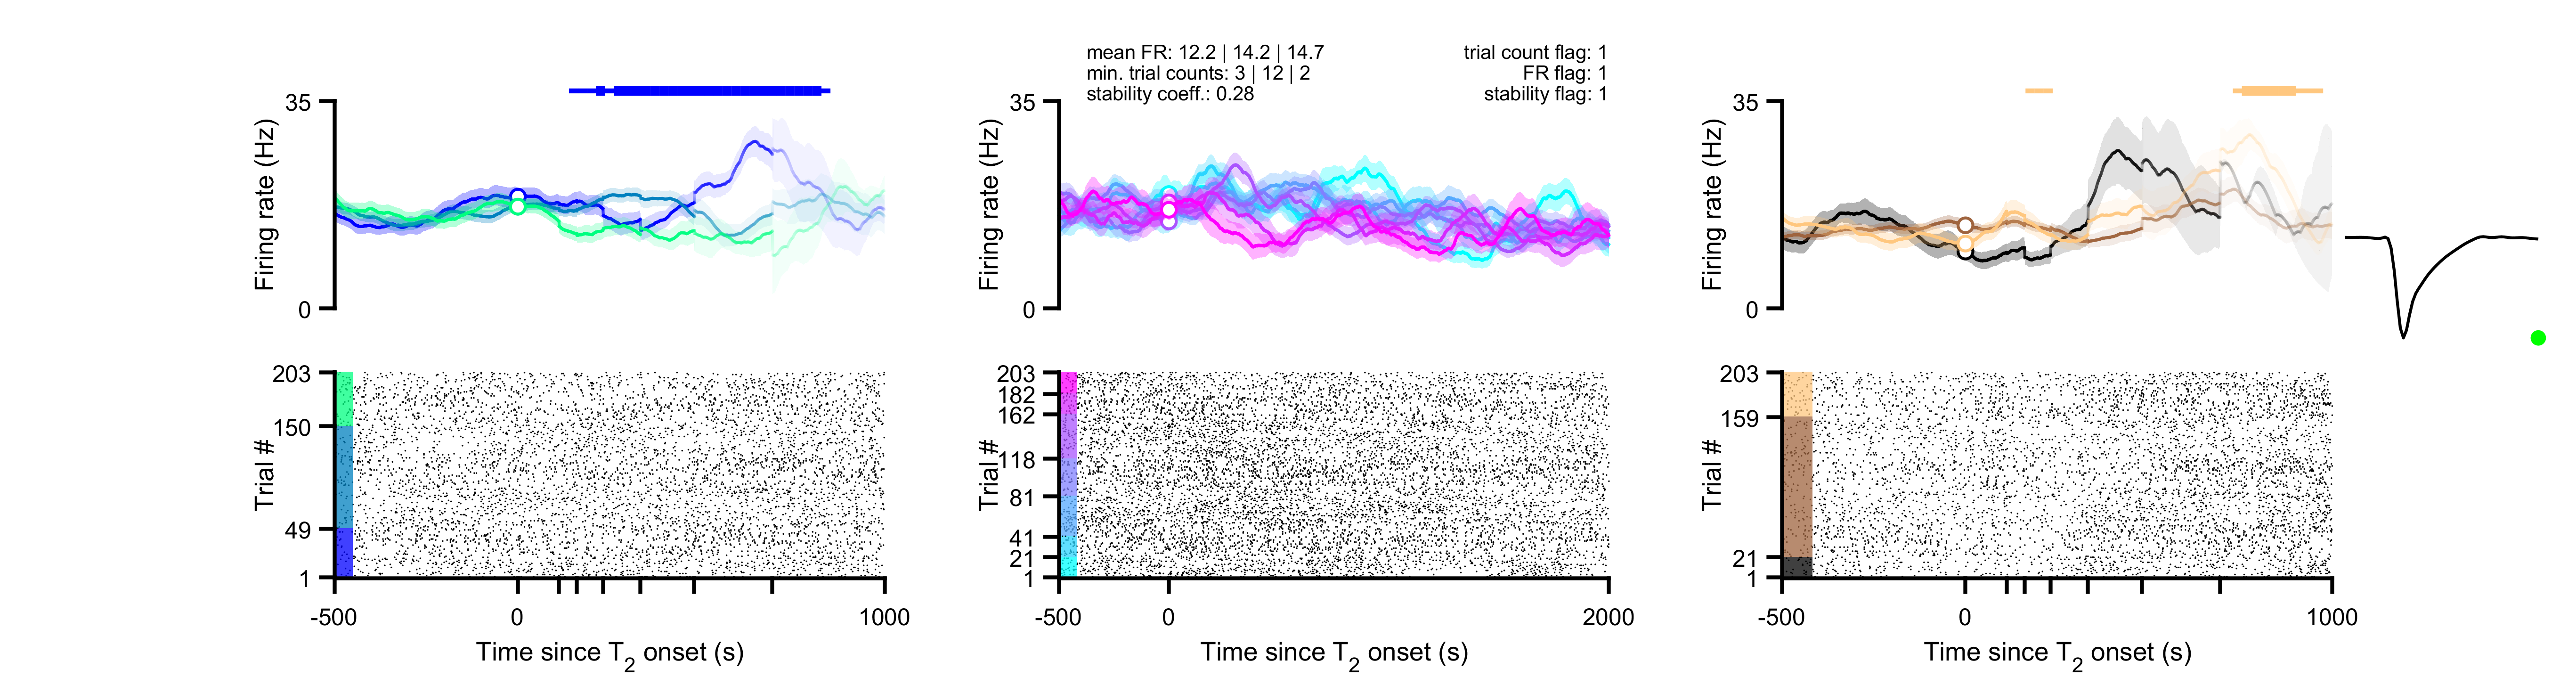 mean FR: 12.2 | 14.2 | 14.7
min. trial counts: 3 | 12 | 2
stability coeff.: 0.28
trial count flag: 1
FR flag: 1
stability flag: 1
35
Firing rate (Hz)
0
35
Firing rate (Hz)
0
35
Firing rate (Hz)
0
203
150
49
1
Trial #
-500
0
1000
Time since T2 onset (s)
203
182
162
118
81
41
21
1
Trial #
-500
0
2000
Time since T2 onset (s)
203
159
21
1
Trial #
-500
0
1000
Time since T2 onset (s)